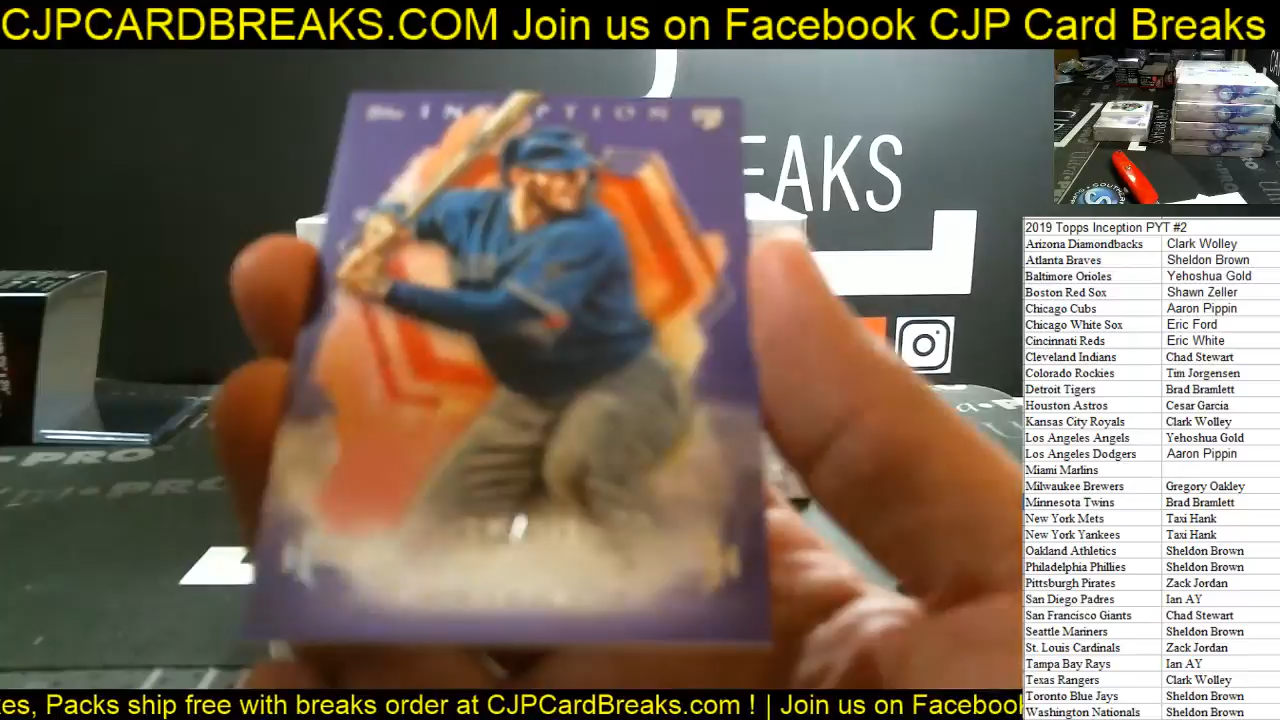 CJPCARDBREAKS.COM Join us on Facebook CJP Card Breaks
INCEPTION
EAKS
PRO
2019 Topps Inception PYT #2
Arizona Diamondbacks Clark Wolley
Atlanta Braves Sheldon Brown
Baltimore Orioles Yehoshua Gold
Boston Red Sox Shawn Zeller
Chicago Cubs Aaron Pippin
Chicago White Sox Eric Ford
Cincinnati Reds Eric White
Cleveland Indians Chad Stewart
Colorado Rockies Tim Jorgensen
Detroit Tigers Brad Bramlett
Houston Astros Cesar Garcia
Kansas City Royals Clark Wolley
Los Angeles Angels Yehoshua Gold
Los Angeles Dodgers Aaron Pippin
Miami Marlins
Milwaukee Brewers Gregory Oakley
Minnesota Twins Brad Bramlett
New York Mets Taxi Hank
New York Yankees Taxi Hank
Oakland Athletics Sheldon Brown
Philadelphia Phillies Sheldon Brown
Pittsburgh Pirates Zack Jordan
San Diego Padres Ian AY
San Francisco Giants Chad Stewart
Seattle Mariners Sheldon Brown
St. Louis Cardinals Zack Jordan
Tampa Bay Rays Ian AY
Texas Rangers Clark Wolley
Toronto Blue Jays Sheldon Brown
Washington Nationals Sheldon Brown
es, Packs ship free with breaks order at CJPCardBreaks.com ! | Join us on Facebook